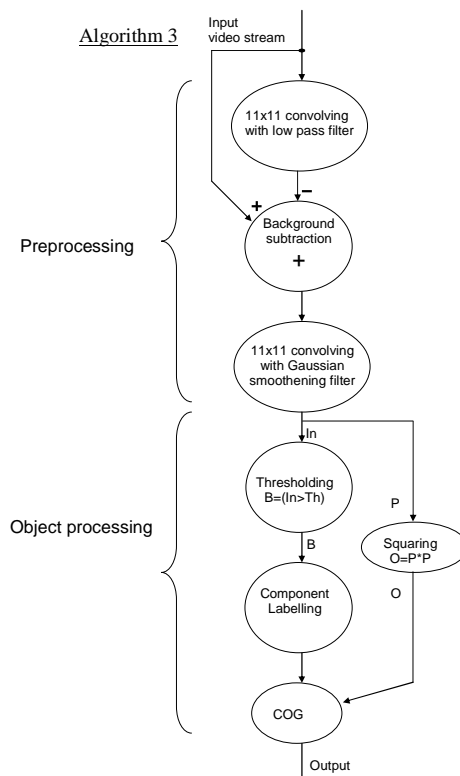 Algorithm 3
Input
video stream
11x11 convolving
with low pass filter
−
+
Background
subtraction
+
Preprocessing
11x11 convolving
with Gaussian
smoothening filter
In
Thresholding
B=(In>Th)
P
Object processing
Squaring
O=P*P
B
O
Component
Labelling
COG
Output